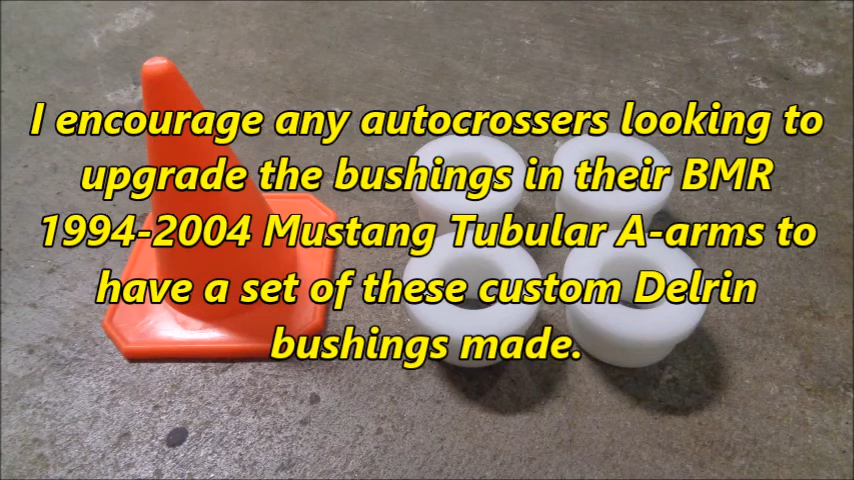 I encourage any autocrossers looking to
upgrade the bushings in their BMR
1994-2004 Mustang Tubular A-arms to
have a set of these custom Delrin
bushings made.